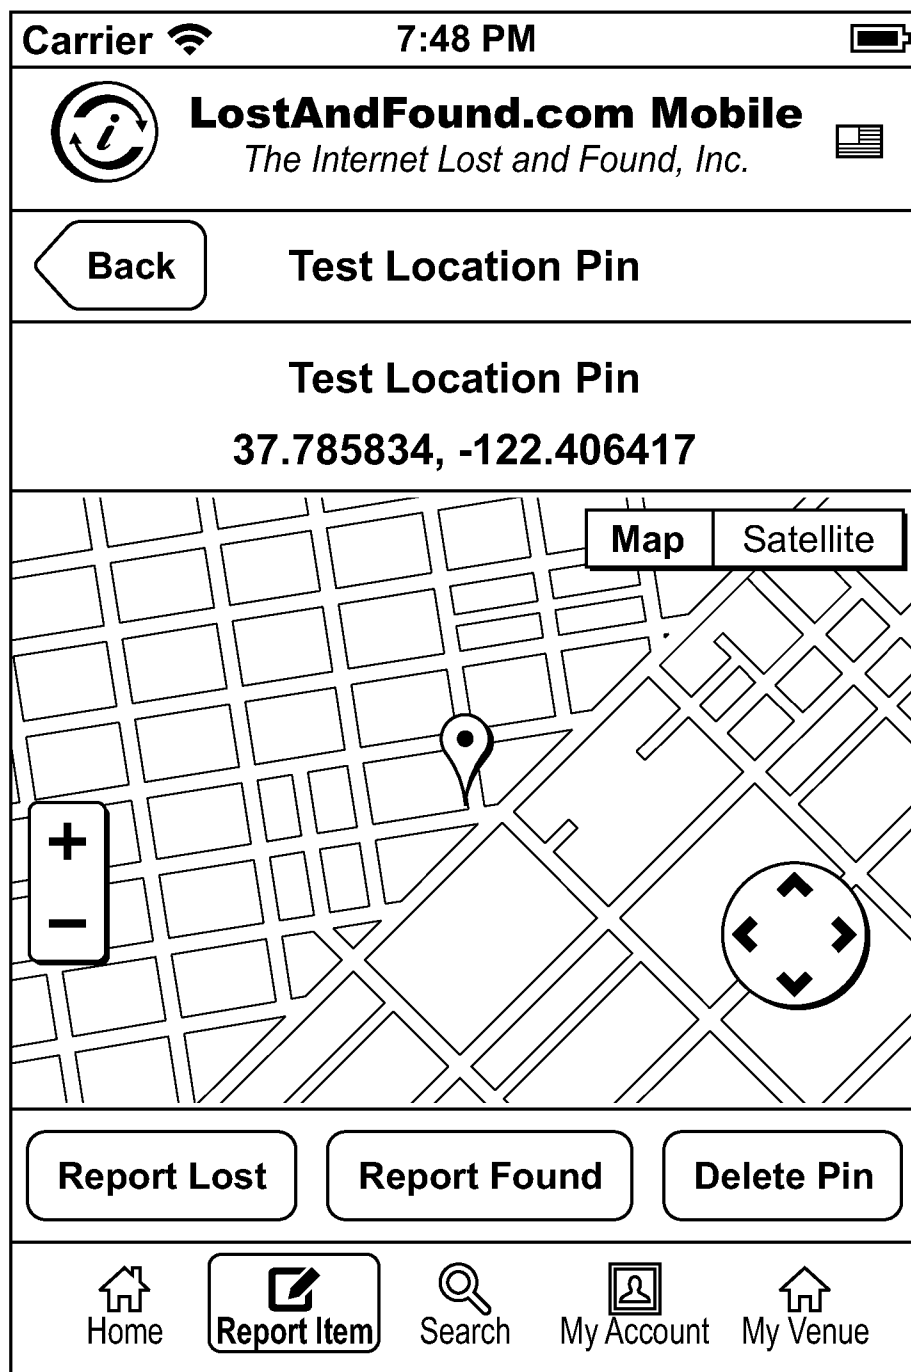 Carrier 7:48 PM
LostAndFound.com Mobile
The Internet Lost and Found, Inc.
Back Test Location Pin
Test Location Pin
37.785834, -122.406417
Map Satellite
+
−
Report Lost Report Found Delete Pin
Home Report Item Search My Account My Venue